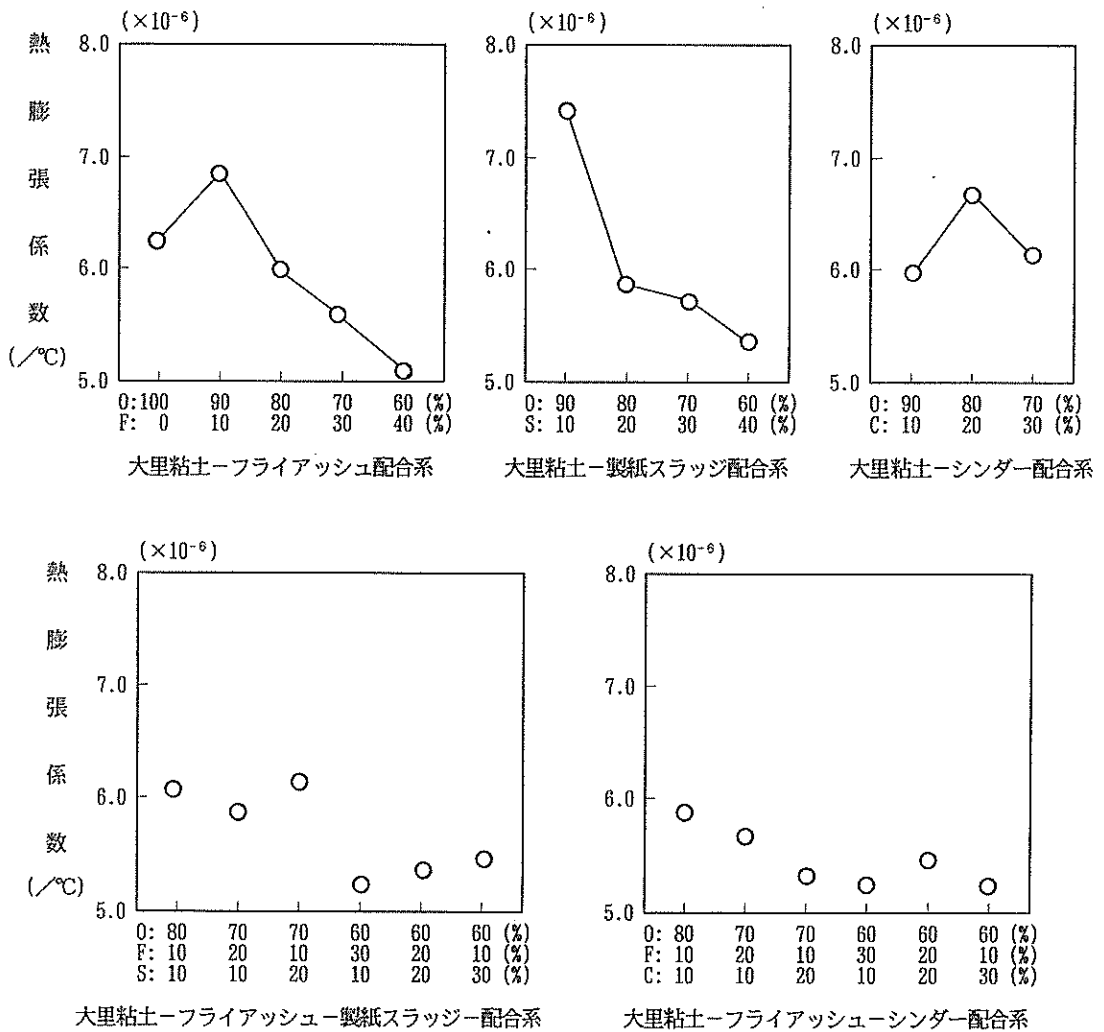 (×10⁻⁶) (×10⁻⁶) (×10⁻⁶)
熱膨張係数(/℃)
8.0
7.0
6.0
5.0
O:100 90 80 70 60 (%)
F: 0 10 20 30 40 (%)
大里粘土-フライアッシュ配合系
8.0
7.0
6.0
5.0
O: 90 80 70 60 (%)
S: 10 20 30 40 (%)
大里粘土-製紙スラッジ配合系
8.0
7.0
6.0
5.0
O: 90 80 70 (%)
C: 10 20 30 (%)
大里粘土-シンダー配合系
(×10⁻⁶) (×10⁻⁶)
熱膨張係数(/℃)
8.0
7.0
6.0
5.0
O: 80 70 70 60 60 60 (%)
F: 10 20 10 30 20 10 (%)
S: 10 10 20 10 20 30 (%)
大里粘土-フライアッシュ-製紙スラッジ-配合系
8.0
7.0
6.0
5.0
O: 80 70 70 60 60 60 (%)
F: 10 20 10 30 20 10 (%)
C: 10 10 20 10 20 30 (%)
大里粘土-フライアッシュ-シンダー配合系